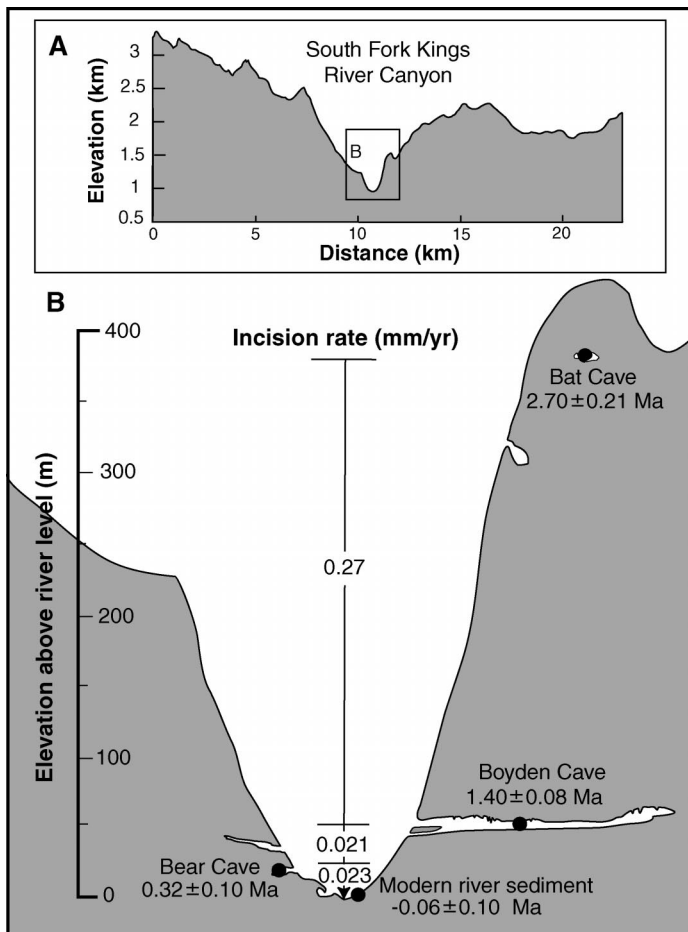 A
South Fork Kings
River Canyon
Elevation (km)
3
2.5
2
1.5
1
0.5
B
0
5
10
15
20
Distance (km)
B
400
Incision rate (mm/yr)
Bat Cave
2.70±0.21 Ma
300
Elevation above river level (m)
0.27
200
100
Boyden Cave
1.40±0.08 Ma
0.021
Bear Cave
0.32±0.10 Ma
0.023
Modern river sediment
-0.06±0.10 Ma
0